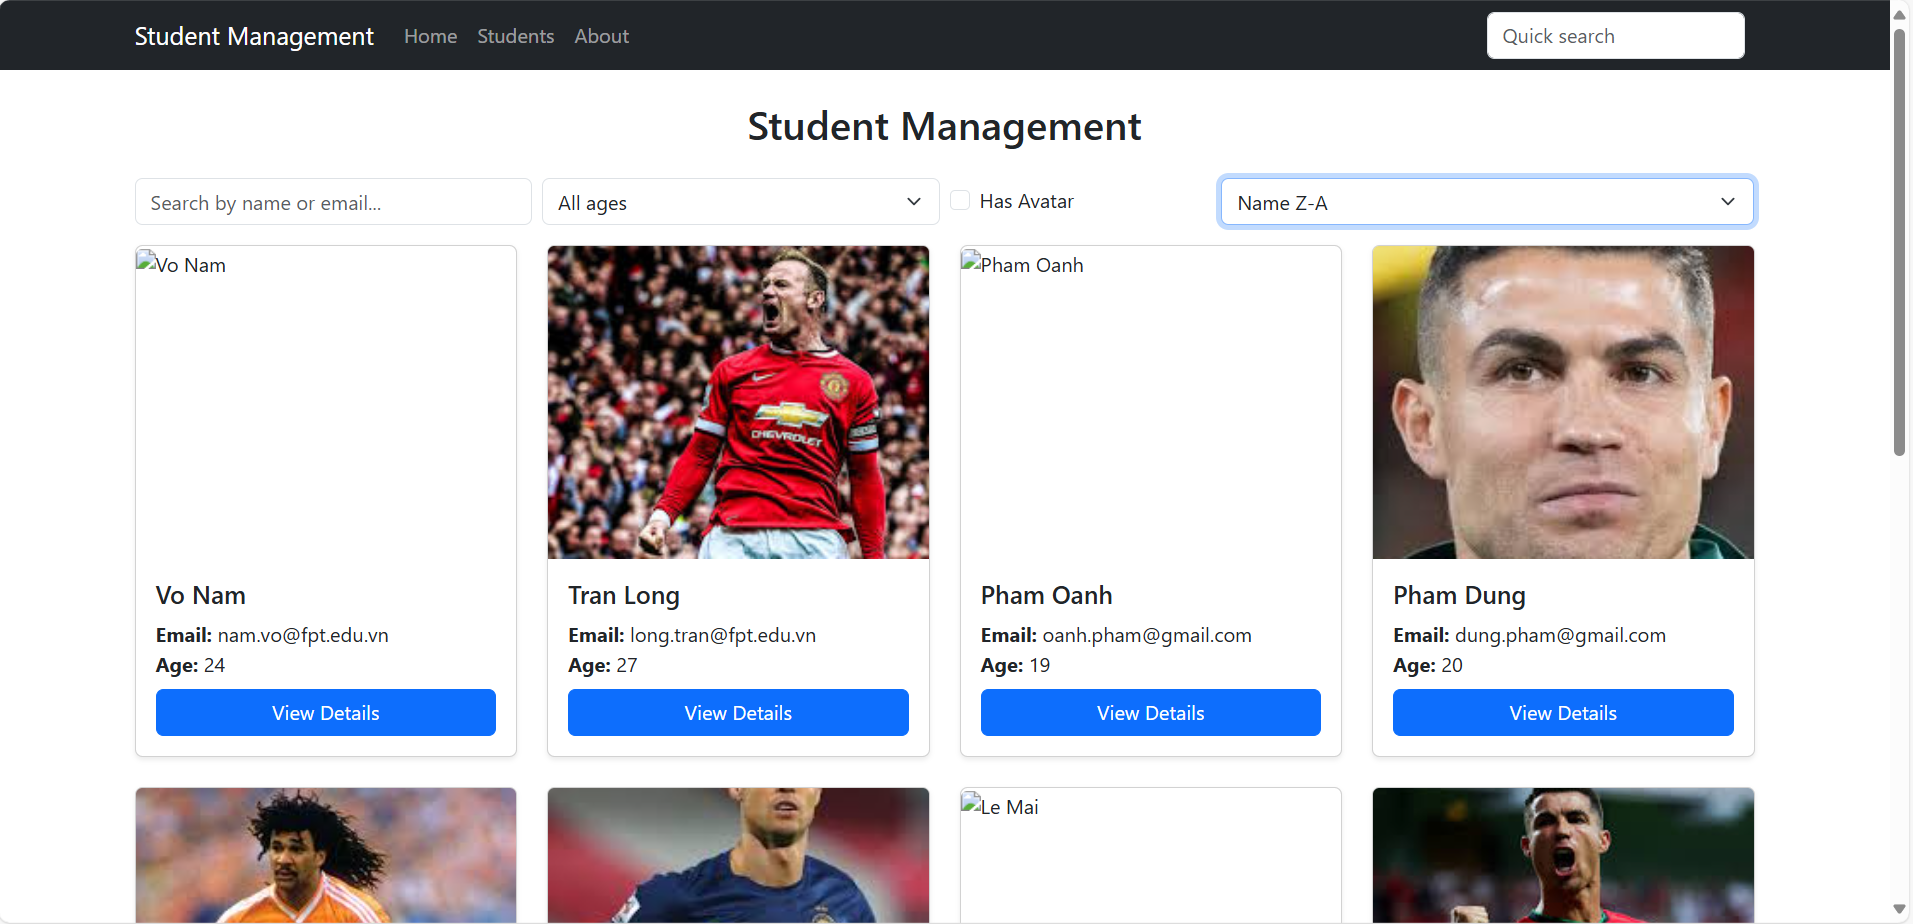 Student Management Home Students About Quick search
Student Management
Search by name or email... All ages Has Avatar Name Z-A
Vo Nam
Pham Oanh
CHEVROLET
Vo Nam
Email: nam.vo@fpt.edu.vn
Age: 24
View Details
Tran Long
Email: long.tran@fpt.edu.vn
Age: 27
View Details
Pham Oanh
Email: oanh.pham@gmail.com
Age: 19
View Details
Pham Dung
Email: dung.pham@gmail.com
Age: 20
View Details
Le Mai